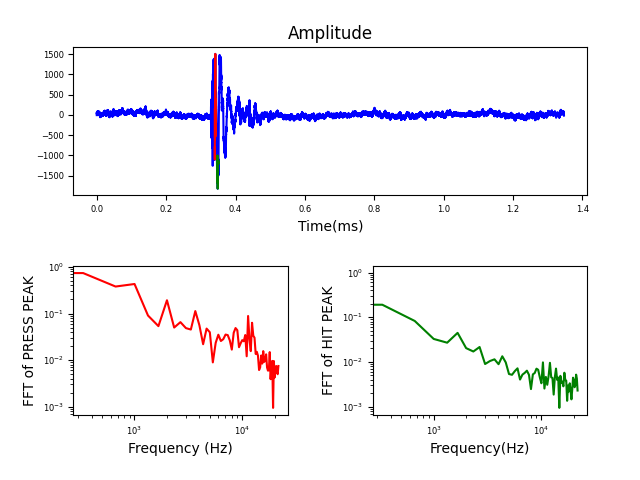 Amplitude
1500
1000
500
0
−500
−1000
−1500
0.0 0.2 0.4 0.6 0.8 1.0 1.2 1.4
Time(ms)
FFT of PRESS PEAK
10⁰
10⁻¹
10⁻²
10⁻³
10³ 10⁴
Frequency (Hz)
FFT of HIT PEAK
10⁰
10⁻¹
10⁻²
10⁻³
10³ 10⁴
Frequency(Hz)